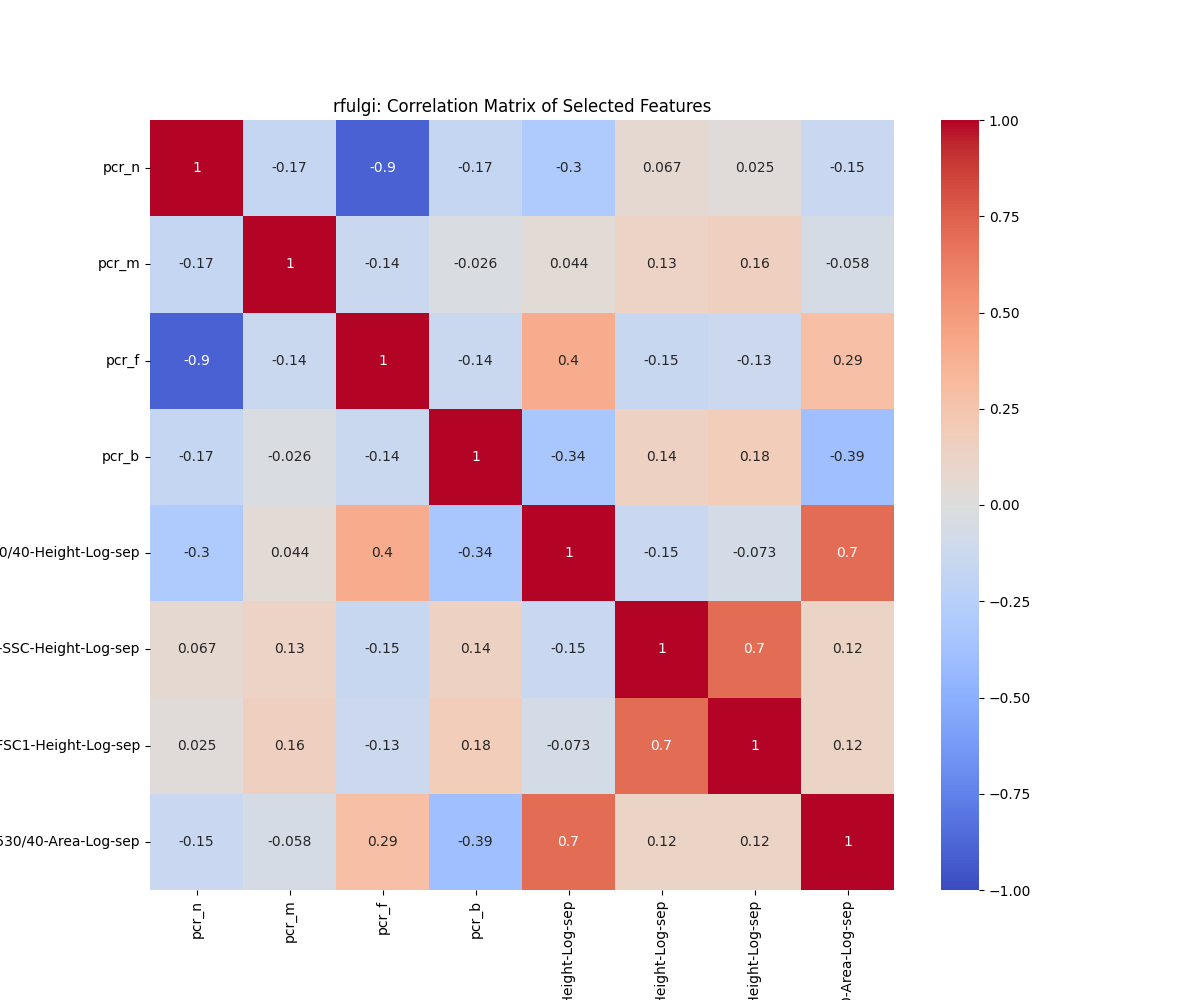 rfulgi: Correlation Matrix of Selected Features
pcr_n 1 -0.17 -0.9 -0.17 -0.3 0.067 0.025 -0.15
pcr_m -0.17 1 -0.14 -0.026 0.044 0.13 0.16 -0.058
pcr_f -0.9 -0.14 1 -0.14 0.4 -0.15 -0.13 0.29
pcr_b -0.17 -0.026 -0.14 1 -0.34 0.14 0.18 -0.39
0/40-Height-Log-sep -0.3 0.044 0.4 -0.34 1 -0.15 -0.073 0.7
-SSC-Height-Log-sep 0.067 0.13 -0.15 0.14 -0.15 1 0.7 0.12
FSC1-Height-Log-sep 0.025 0.16 -0.13 0.18 -0.073 0.7 1 0.12
530/40-Area-Log-sep -0.15 -0.058 0.29 -0.39 0.7 0.12 0.12 1
pcr_n
pcr_m
pcr_f
pcr_b
Height-Log-sep
Height-Log-sep
Height-Log-sep
0-Area-Log-sep
1.00
0.75
0.50
0.25
0.00
−0.25
−0.50
−0.75
−1.00